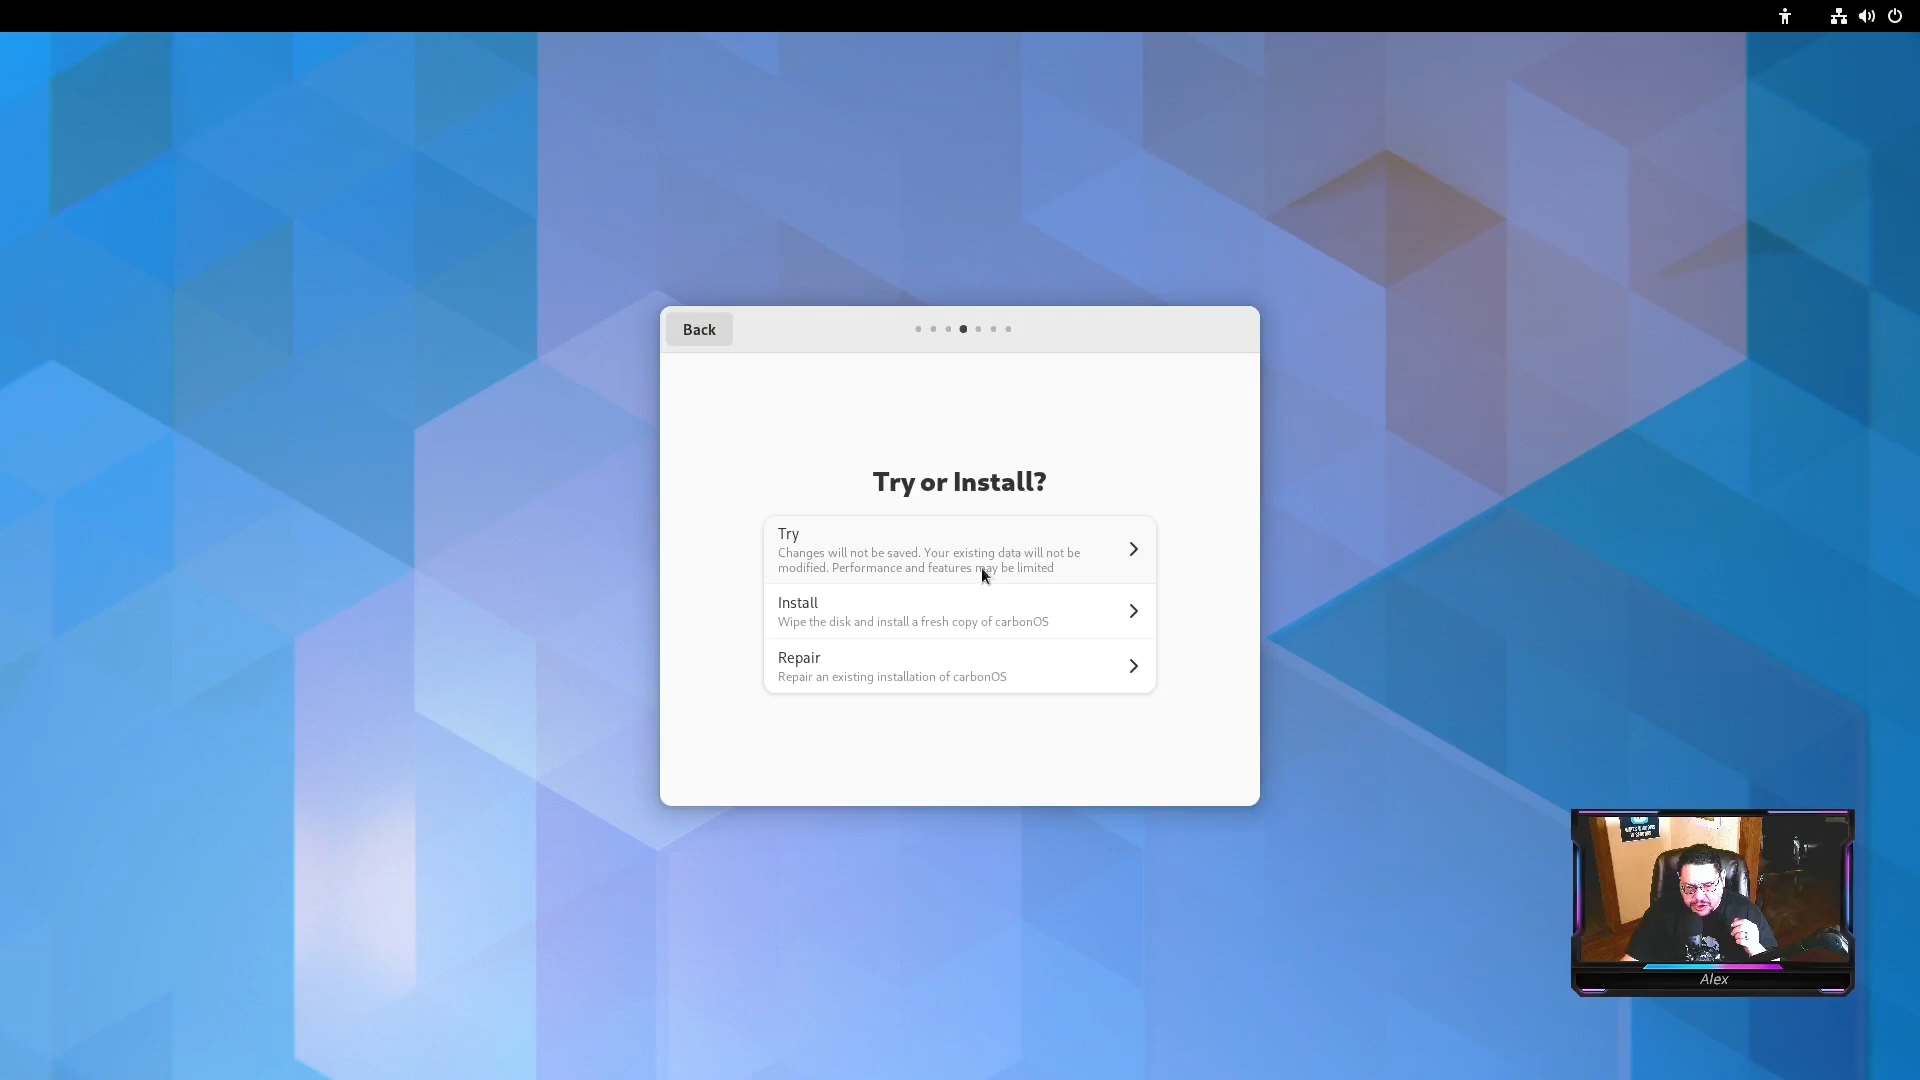 Back
Try or Install?
Try
Changes will not be saved. Your existing data will not be
modified. Performance and features may be limited
Install
Wipe the disk and install a fresh copy of carbonOS
Repair
Repair an existing installation of carbonOS
Alex